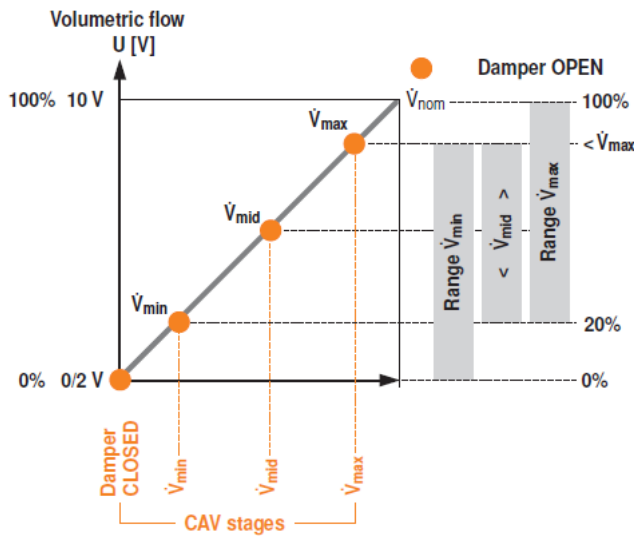 Volumetric flow
U [V]
Damper OPEN
100% 10 V
V̇nom
100%
V̇max
< V̇max
V̇mid
Range V̇min
< V̇mid >
Range V̇max
V̇min
20%
0% 0/2 V
0%
Damper
CLOSED
V̇min
V̇mid
V̇max
CAV stages